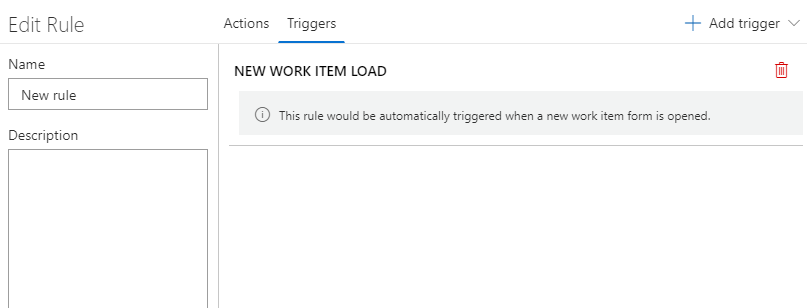 Edit Rule
Actions Triggers
Add trigger
Name
New rule
Description
NEW WORK ITEM LOAD
This rule would be automatically triggered when a new work item form is opened.